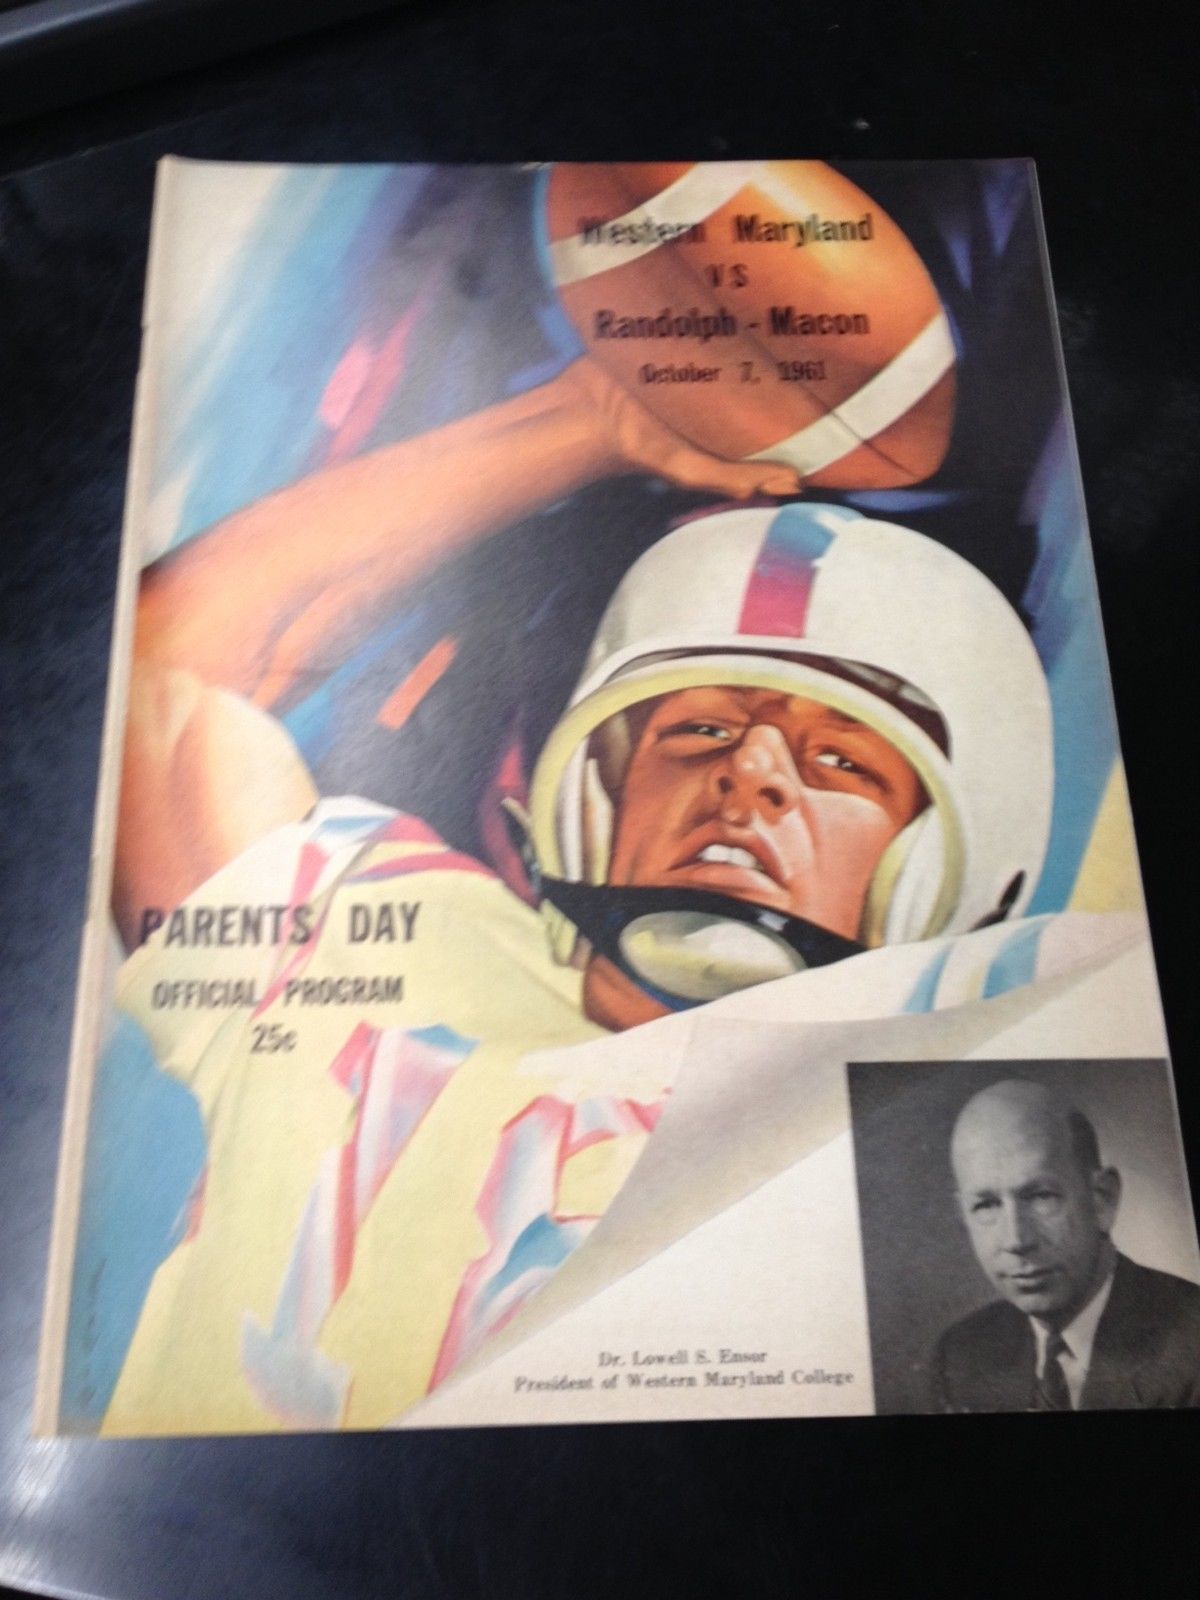 Western Maryland
VS
Randolph - Macon
October 7, 1961
PARENTS DAY
OFFICIAL PROGRAM
25c
Dr. Lowell S. Ensor
President of Western Maryland College